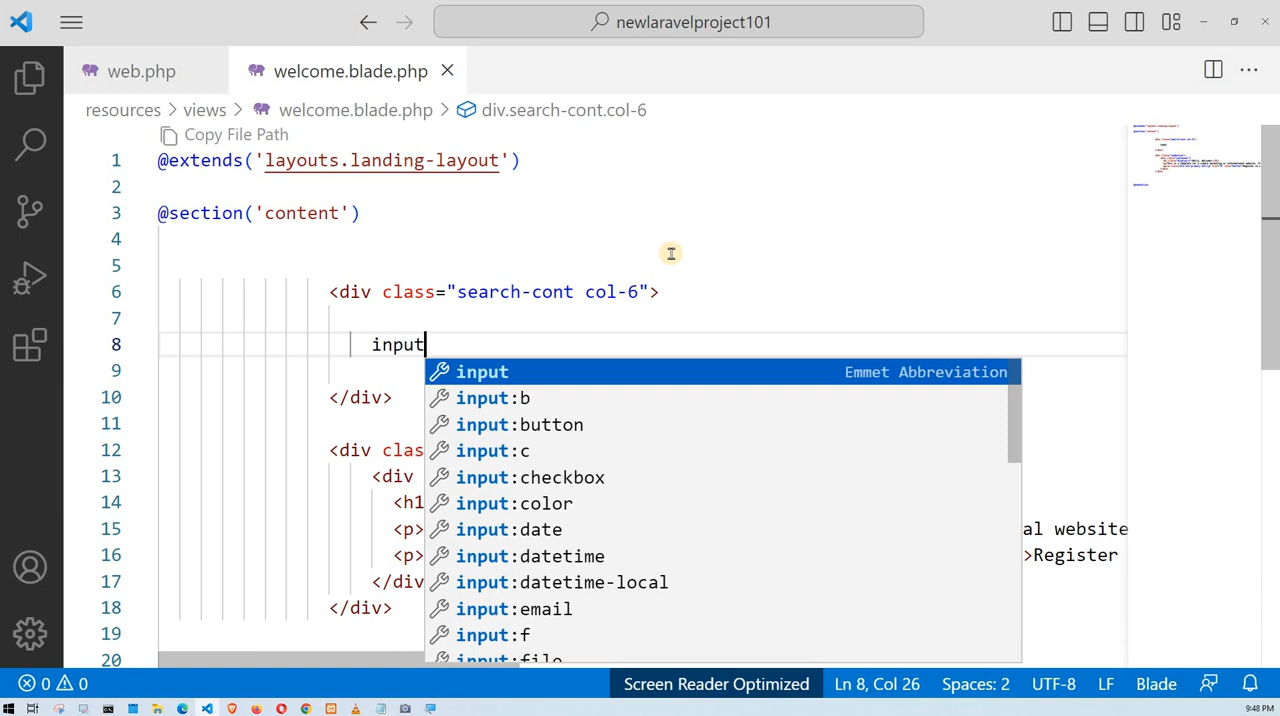 newlaravelproject101
web.php
welcome.blade.php
resources > views > welcome.blade.php > div.search-cont.col-6
Copy File Path
1 @extends('layouts.landing-layout')
2
3 @section('content')
4
5
6 <div class="search-cont col-6">
7
8 input
9
10 </div>
11
12 <div clas
13 <div
14 <h1
15 <p> al website
16 <p> >Register
17 </div
18 </div>
19
20
input Emmet Abbreviation
input:b
input:button
input:c
input:checkbox
input:color
input:date
input:datetime
input:datetime-local
input:email
input:f
input:file
0 0 Screen Reader Optimized Ln 8, Col 26 Spaces: 2 UTF-8 LF Blade
9:48 PM